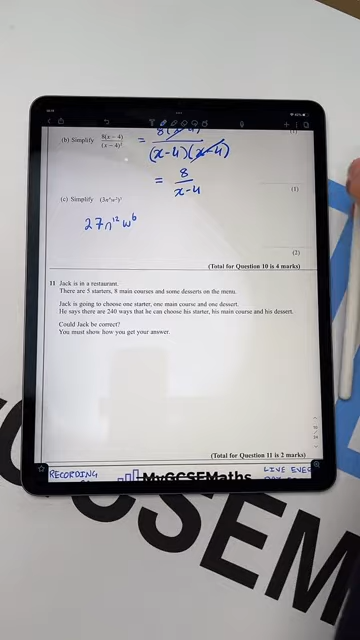 8(x-4)
(x-4)(x-4)
(1)
(b) Simplify 8(x − 4) / (x − 4)²
=
= 8 / x-4
(1)
(c) Simplify (3n⁴w²)³
27n¹²w⁶
(2)
(Total for Question 10 is 4 marks)
11 Jack is in a restaurant.
There are 5 starters, 8 main courses and some desserts on the menu.
Jack is going to choose one starter, one main course and one dessert.
He says there are 240 ways that he can choose his starter, his main course and his dessert.
Could Jack be correct?
You must show how you get your answer.
(Total for Question 11 is 2 marks)
RECORDING
MyGCSEMaths
LIVE EVE
GCSEM